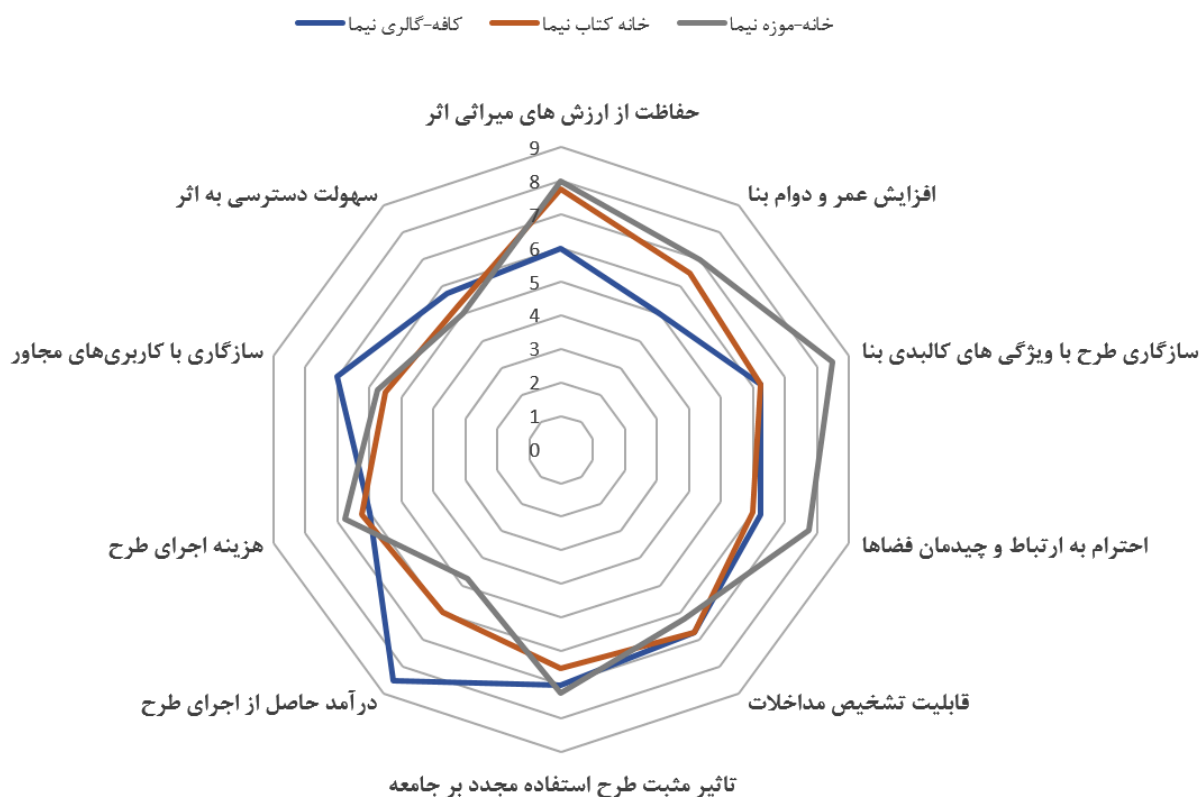 خانه-موزه نیما خانه کتاب نیما کافه-گالری نیما
حفاظت از ارزش های میراثی اثر
افزایش عمر و دوام بنا
سازگاری طرح با ویژگی های کالبدی بنا
احترام به ارتباط و چیدمان فضاها
قابلیت تشخیص مداخلات
تاثیر مثبت طرح استفاده مجدد بر جامعه
درآمد حاصل از اجرای طرح
هزینه اجرای طرح
سازگاری با کاربری‌های مجاور
سهولت دسترسی به اثر
9
8
7
6
5
4
3
2
1
0